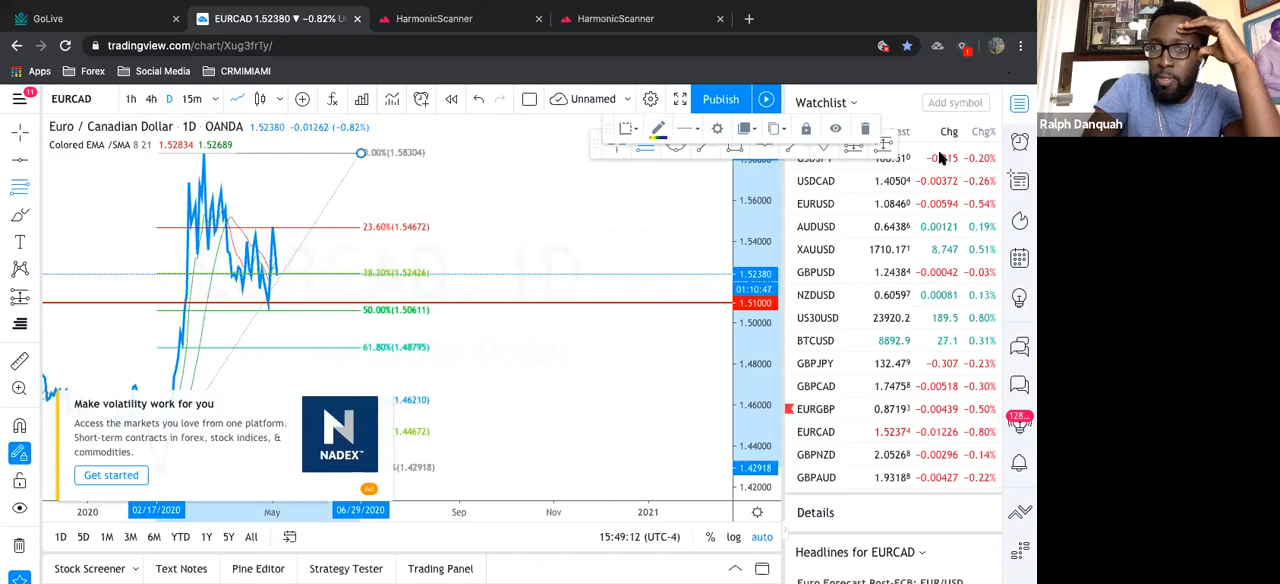 GoLive
EURCAD 1.52380 ▼ −0.82%
HarmonicScanner
HarmonicScanner
tradingview.com/chart/Xug3frTy/
Apps Forex Social Media CRMIMIAMI
11
EURCAD 1h 4h D 15m Unnamed Publish
Euro / Canadian Dollar · 1D · OANDA 1.52380 −0.01262 (−0.82%)
Colored EMA /SMA 8 21 1.52834 1.52689
0.00%(1.58304)
23.60%(1.54672)
38.20%(1.52426)
50.00%(1.50611)
61.80%(1.48795)
1.56000
1.54000
1.52380
01:10:47
1.51000
1.50000
1.48000
1.46000
1.44000
1.42918
1.42000
Make volatility work for you
Access the markets you love from one platform.
Short-term contracts in forex, stock indices, &
commodities.
Get started
NADEX
Ad
2020 02/17/2020 May 06/29/2020 Sep Nov 2021
1D 5D 1M 3M 6M YTD 1Y 5Y All 15:49:12 (UTC-4) % log auto
Stock Screener Text Notes Pine Editor Strategy Tester Trading Panel
Watchlist Add symbol
Chg Chg%
−0.20%
USDCAD 1.40504 −0.00372 −0.26%
EURUSD 1.08460 −0.00594 −0.54%
AUDUSD 0.64386 0.00121 0.19%
XAUUSD 1710.171 8.747 0.51%
GBPUSD 1.24384 −0.00042 −0.03%
NZDUSD 0.60597 0.00081 0.13%
US30USD 23920.2 189.5 0.80%
BTCUSD 8892.9 27.1 0.31%
GBPJPY 132.479 −0.307 −0.23%
GBPCAD 1.74758 −0.00518 −0.30%
EURGBP 0.87193 −0.00439 −0.50%
EURCAD 1.52374 −0.01226 −0.80%
GBPNZD 2.05268 −0.00296 −0.14%
GBPAUD 1.93188 −0.00427 −0.22%
Details
Headlines for EURCAD
Euro Forecast Post-ECB: EUR/USD
128...
Ralph Danquah